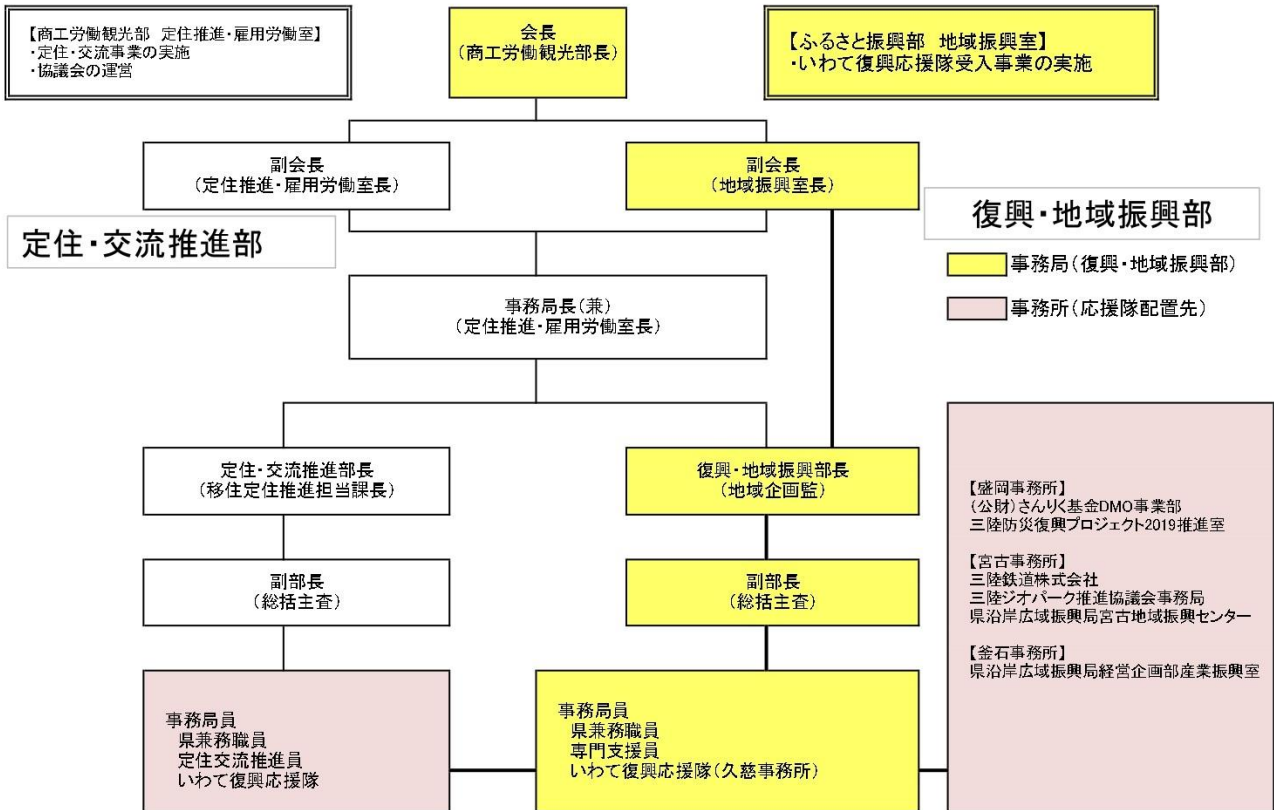 【商工労働観光部 定住推進・雇用労働室】
・定住・交流事業の実施
・協議会の運営
会長
(商工労働観光部長)
【ふるさと振興部 地域振興室】
・いわて復興応援隊受入事業の実施
副会長
(定住推進・雇用労働室長)
副会長
(地域振興室長)
定住・交流推進部
復興・地域振興部
事務局(復興・地域振興部)
事務所(応援隊配置先)
事務局長(兼)
(定住推進・雇用労働室長)
定住・交流推進部長
(移住定住推進担当課長)
復興・地域振興部長
(地域企画監)
副部長
(総括主査)
副部長
(総括主査)
事務局員
県兼務職員
定住交流推進員
いわて復興応援隊
事務局員
県兼務職員
専門支援員
いわて復興応援隊(久慈事務所)
【盛岡事務所】
(公財)さんりく基金DMO事業部
三陸防災復興プロジェクト2019推進室
【宮古事務所】
三陸鉄道株式会社
三陸ジオパーク推進協議会事務局
県沿岸広域振興局宮古地域振興センター
【釜石事務所】
県沿岸広域振興局経営企画部産業振興室